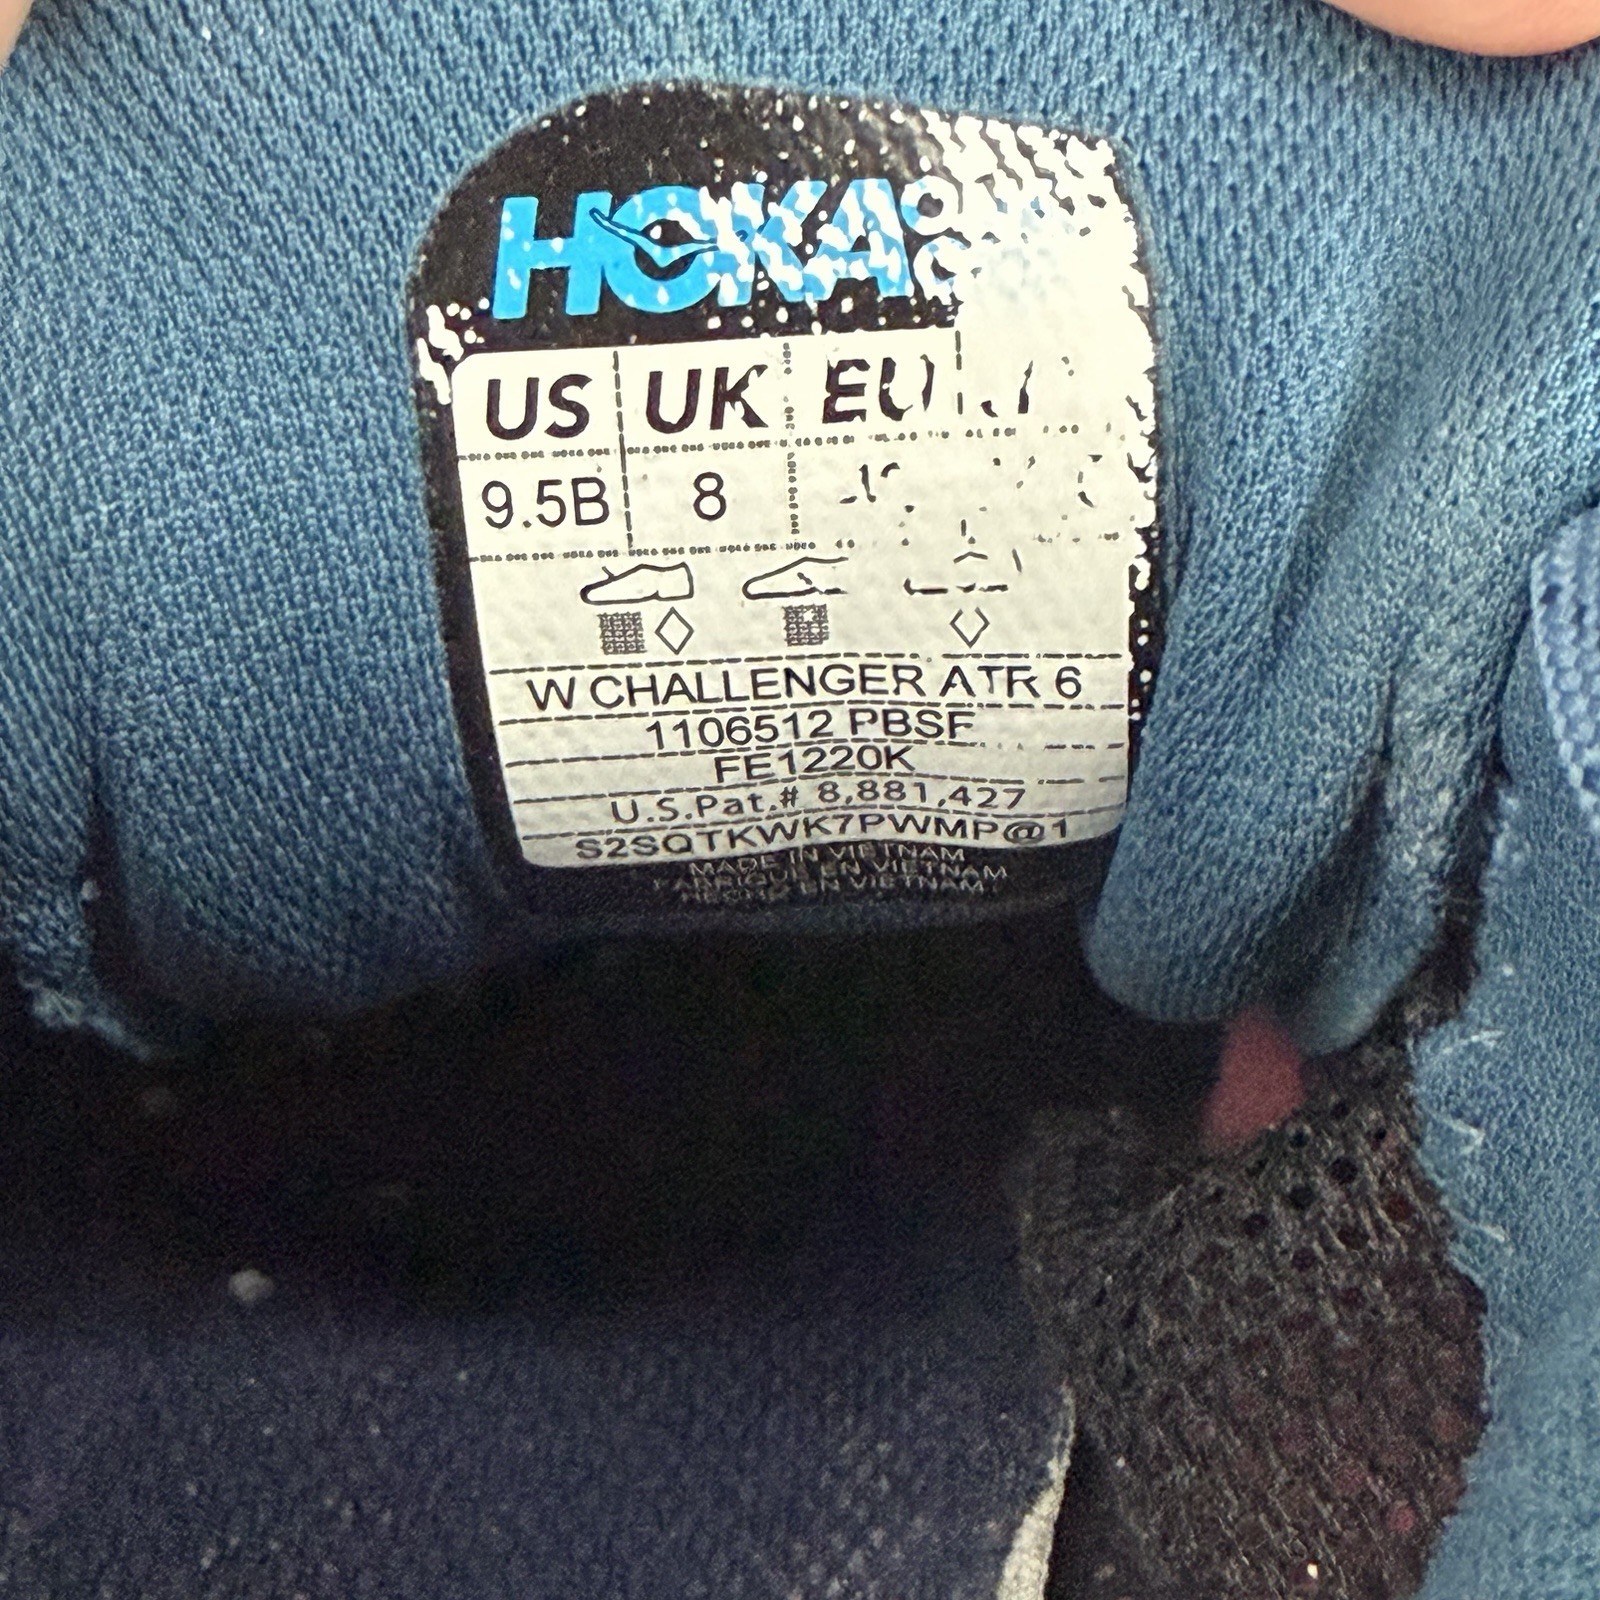 HOKA
US UK EU
9.5B 8
W CHALLENGER ATR 6
1106512 PBSF
FE1220K
U.S.Pat.# 8,881,427
S2SQTKWK7PWMP@1
MADE IN VIETNAM
FABRIQUE EN VIETNAM
HECHO EN VIETNAM